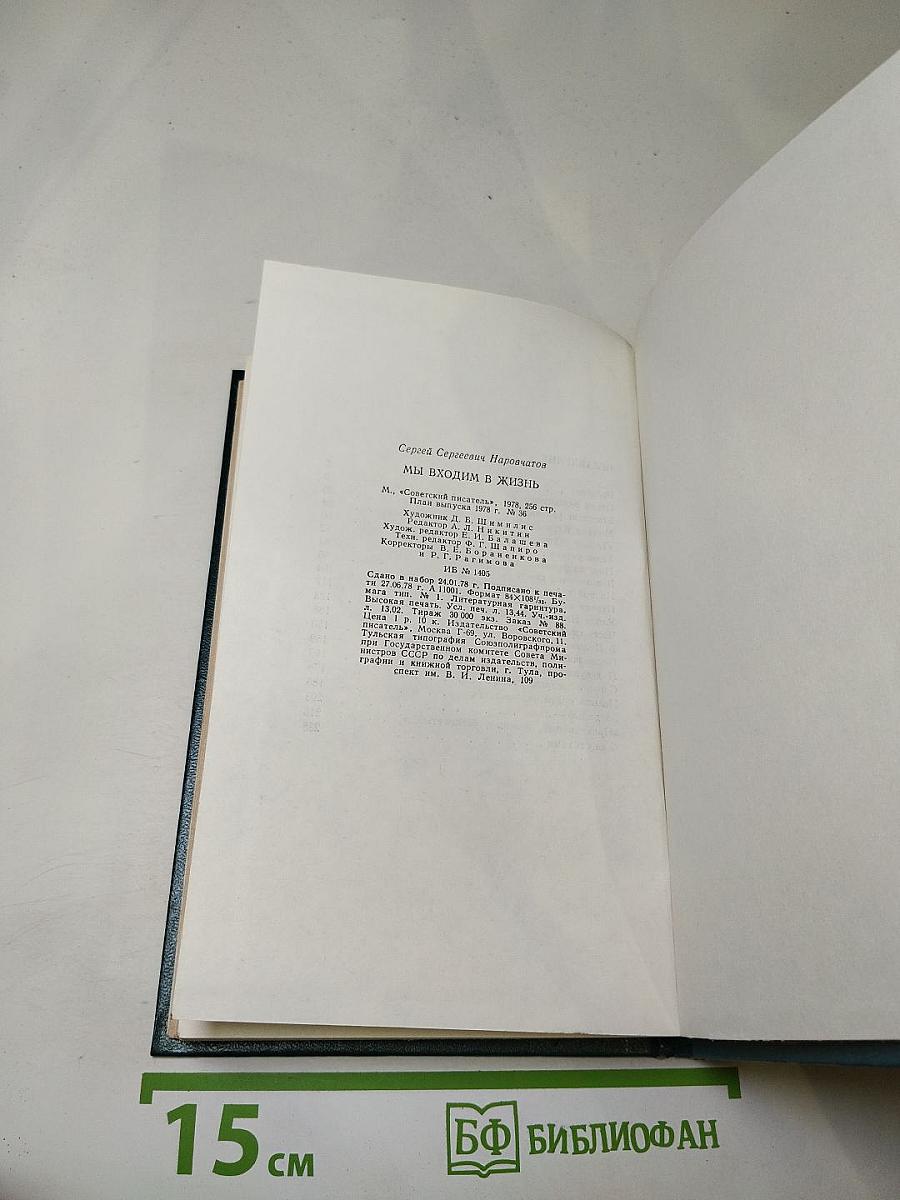 Сергей Сергеевич Наровчатов
МЫ ВХОДИМ В ЖИЗНЬ
М., «Советский писатель», 1978, 256 стр.
План выпуска 1978 г. № 36
Художник Д. Б. Шимилис
Редактор А. Л. Никитин
Худож. редактор Е. И. Балашева
Техн. редактор Ф. Г. Шапиро
Корректоры В. Е. Бораненкова
и Р. Г. Рагимова
ИБ № 1405
Сдано в набор 24.01.78 г. Подписано к печа-
ти 27.06.78 г. А 11001. Формат 84×108¹/₃₂. Бу-
мага тип. № 1. Литературная гарнитура.
Высокая печать. Усл. печ. л. 13,44. Уч.-изд.
л. 13,02. Тираж 30 000 экз. Заказ № 88.
Цена 1 р. 10 к. Издательство «Советский
писатель», Москва Г-69, ул. Воровского, 11.
Тульская типография Союзполиграфпрома
при Государственном комитете Совета Ми-
нистров СССР по делам издательств, поли-
графии и книжной торговли, г. Тула, про-
спект им. В. И. Ленина, 109
15 см
БФ БИБЛИОФАН